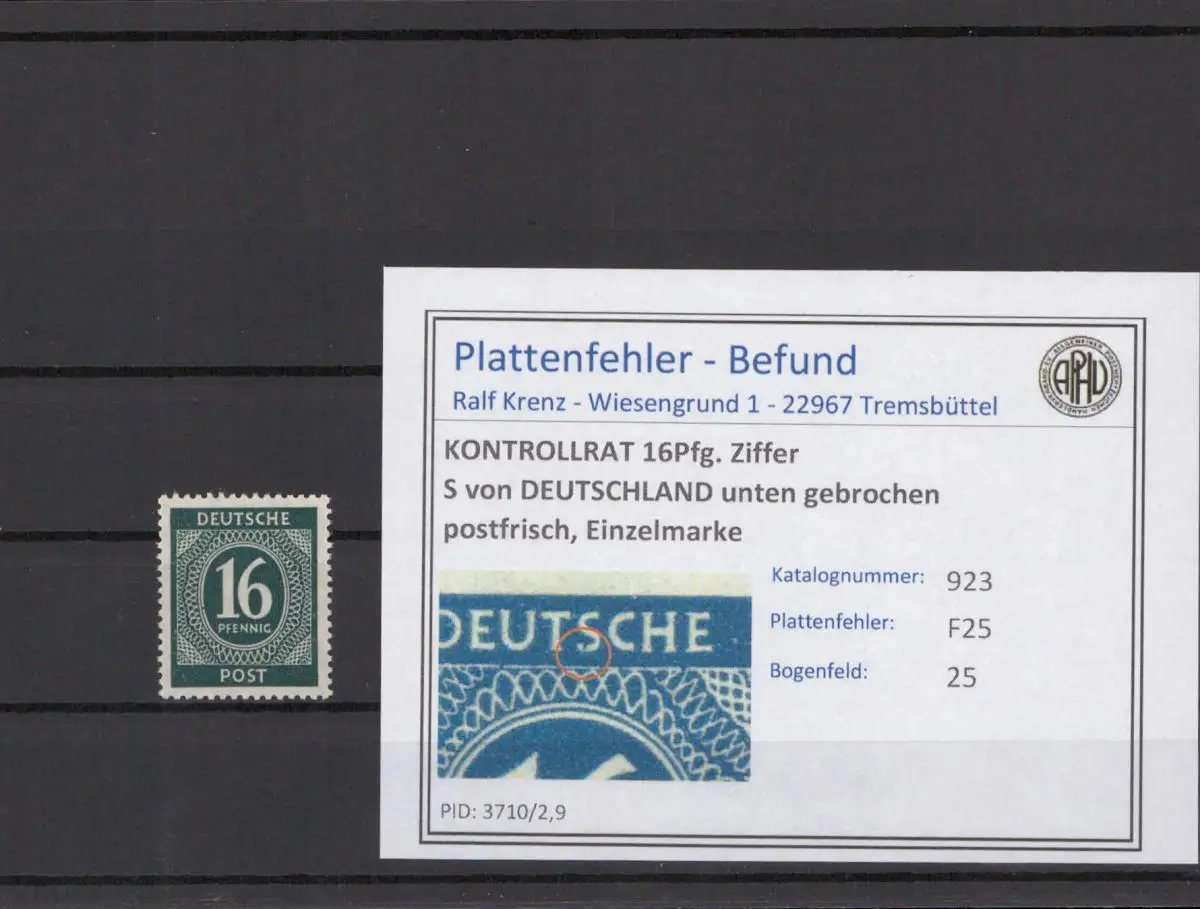 DEUTSCHE
16
PFENNIG
POST
Plattenfehler - Befund
Ralf Krenz - Wiesengrund 1 - 22967 Tremsbüttel
APHV
KONTROLLRAT 16Pfg. Ziffer
S von DEUTSCHLAND unten gebrochen
postfrisch, Einzelmarke
DEUTSCHE
16
Katalognummer: 923
Plattenfehler: F25
Bogenfeld: 25
PID: 3710/2,9